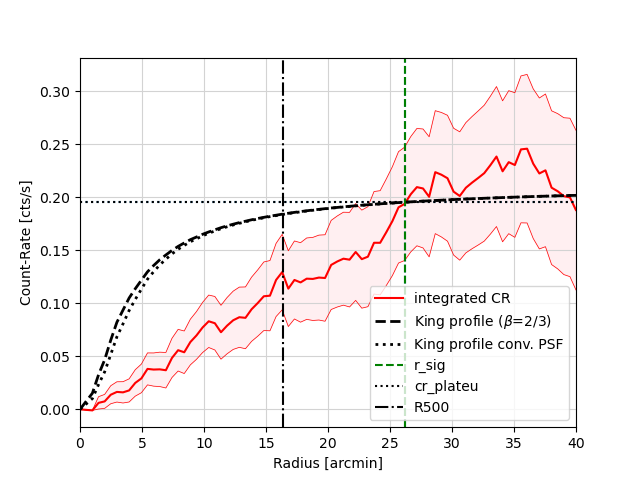 0.30
0.25
0.20
0.15
0.10
0.05
0.00
Count-Rate [cts/s]
integrated CR
King profile (β=2/3)
King profile conv. PSF
r_sig
cr_plateu
R500
0 5 10 15 20 25 30 35 40
Radius [arcmin]